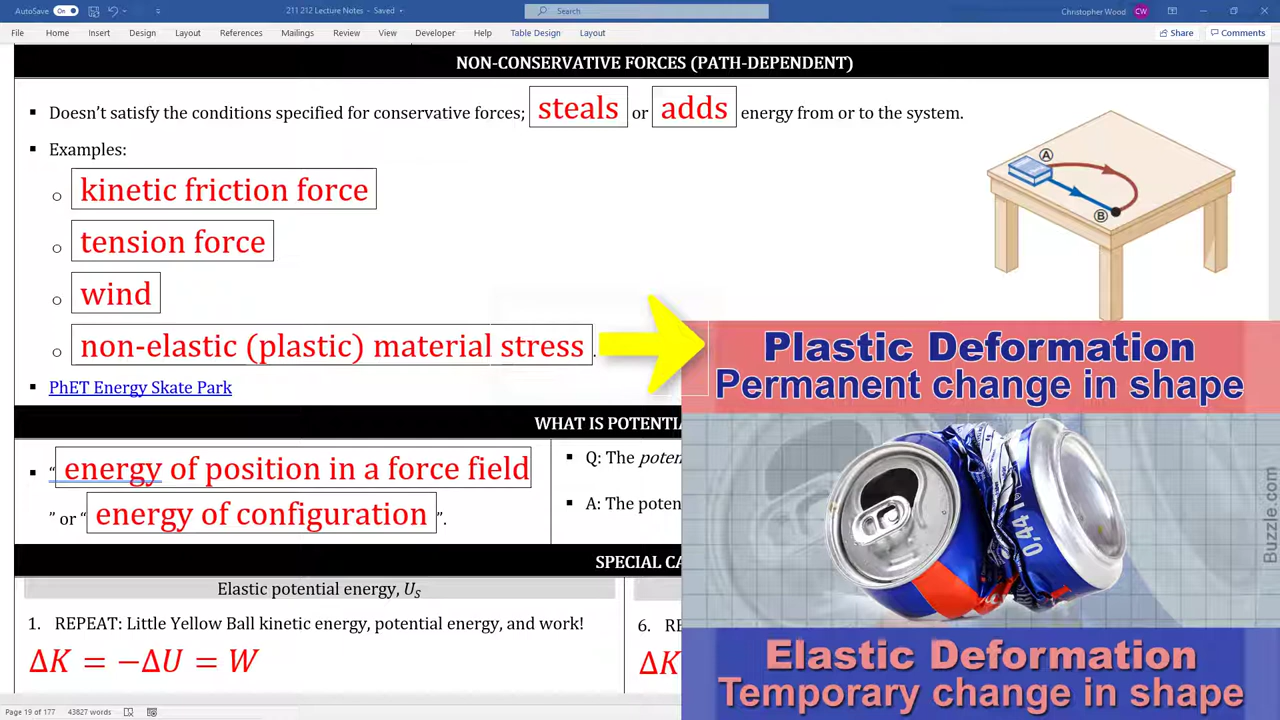 AutoSave On 211 212 Lecture Notes - Saved Search Christopher Wood CW
File Home Insert Design Layout References Mailings Review View Developer Help Table Design Layout Share Comments
NON-CONSERVATIVE FORCES (PATH-DEPENDENT)
▪ Doesn't satisfy the conditions specified for conservative forces; steals or adds energy from or to the system.
▪ Examples:
o kinetic friction force
o tension force
o wind
o non-elastic (plastic) material stress.
▪ PhET Energy Skate Park
A
B
Plastic Deformation
Permanent change in shape
0,44 l
Buzzle.com
Elastic Deformation
Temporary change in shape
WHAT IS POTENTI
▪ "energy of position in a force field
" or "energy of configuration".
▪ Q: The poten
▪ A: The poten
SPECIAL CA
Elastic potential energy, U_S
1. REPEAT: Little Yellow Ball kinetic energy, potential energy, and work!
ΔK = −ΔU = W
6. RE
ΔK
Page 19 of 177 43827 words